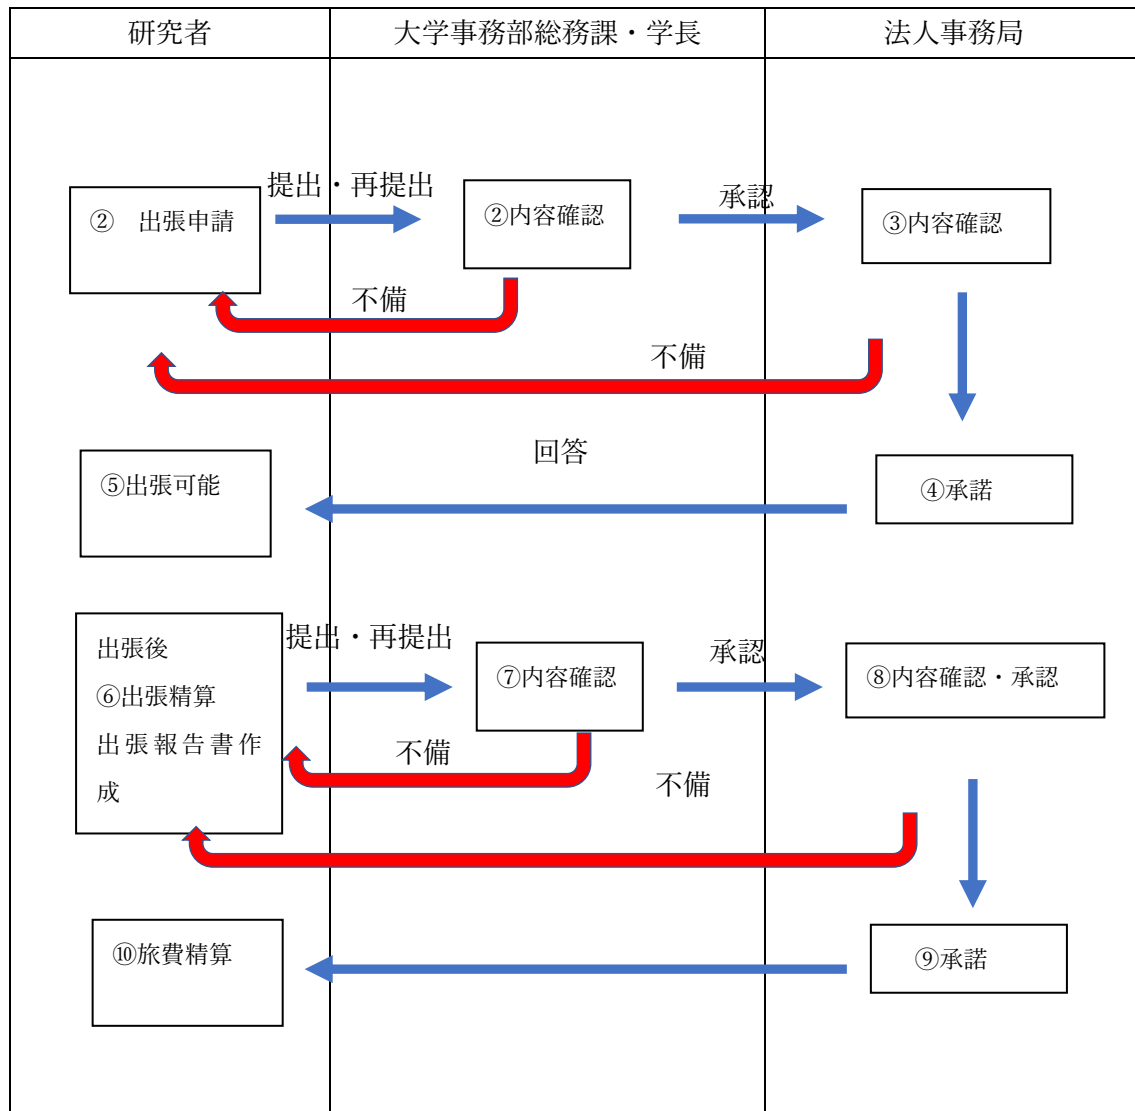 研究者
大学事務部総務課・学長
法人事務局
提出・再提出
承認
②　出張申請
②内容確認
③内容確認
不備
不備
回答
⑤出張可能
④承諾
出張後
⑥出張精算
出張報告書作
成
提出・再提出
⑦内容確認
承認
⑧内容確認・承認
不備
不備
⑩旅費精算
⑨承諾